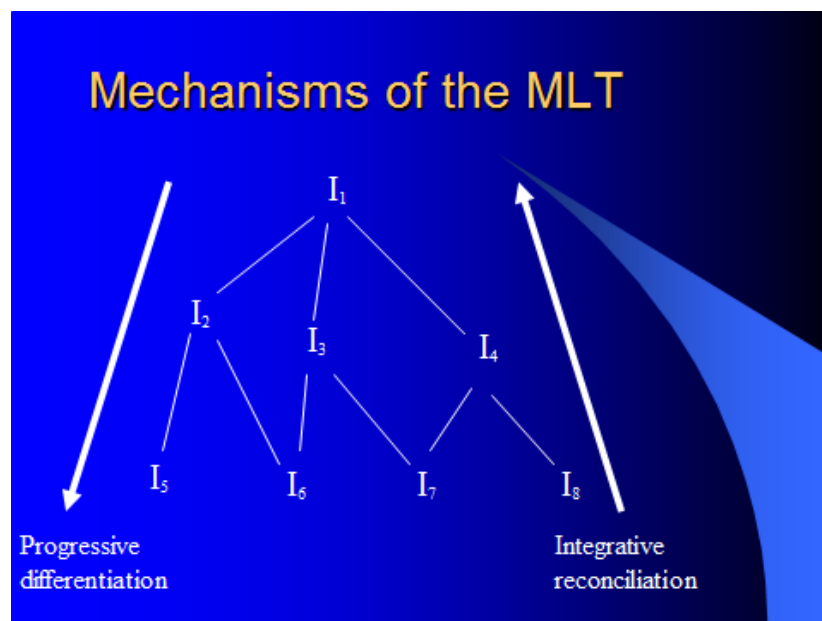 Mechanisms of the MLT
I₁
I₂
I₃
I₄
I₅
I₆
I₇
I₈
Progressive
differentiation
Integrative
reconciliation